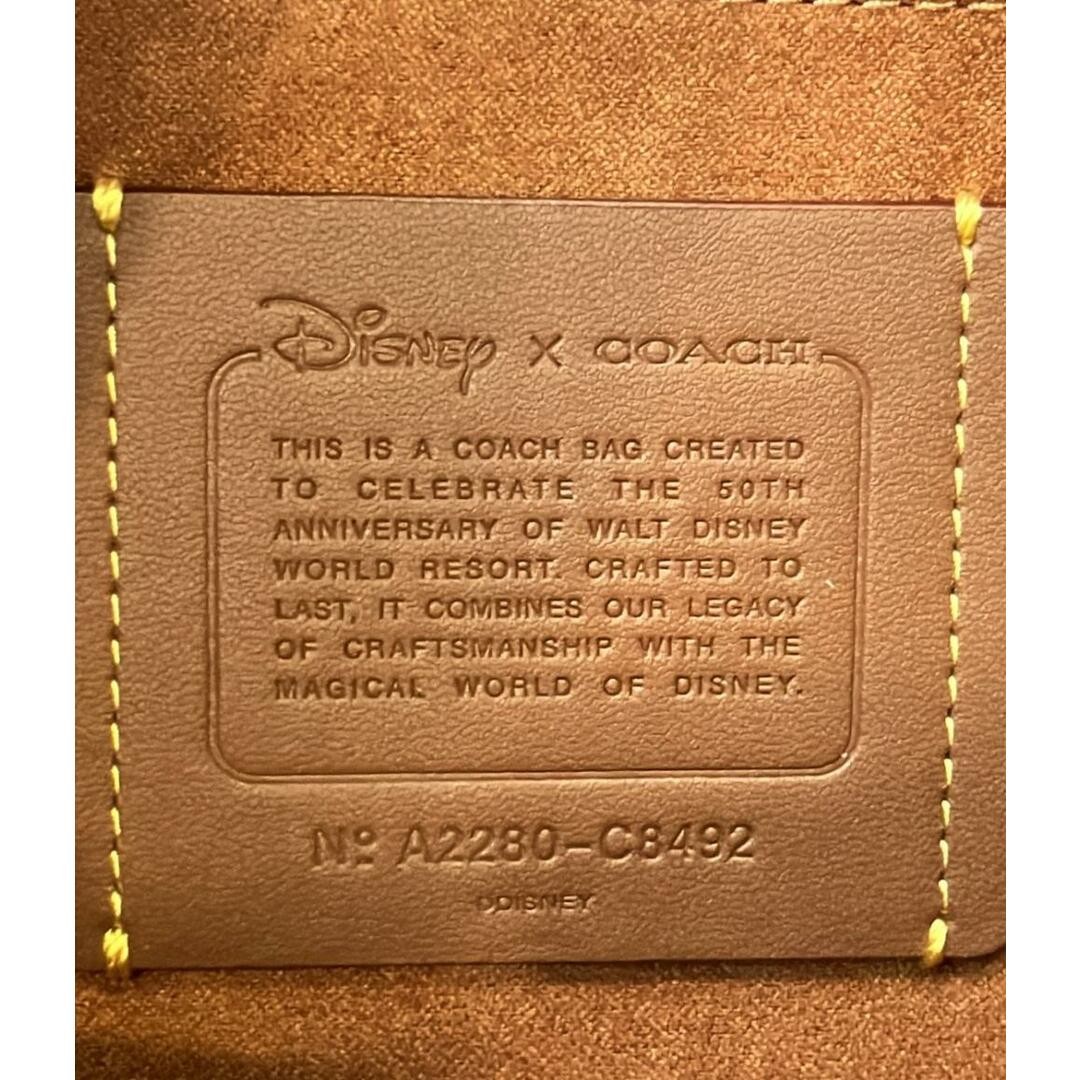 Disney X COACH
THIS IS A COACH BAG CREATED
TO CELEBRATE THE 50TH
ANNIVERSARY OF WALT DISNEY
WORLD RESORT. CRAFTED TO
LAST, IT COMBINES OUR LEGACY
OF CRAFTSMANSHIP WITH THE
MAGICAL WORLD OF DISNEY.
Nº A2280-C8492
©DISNEY